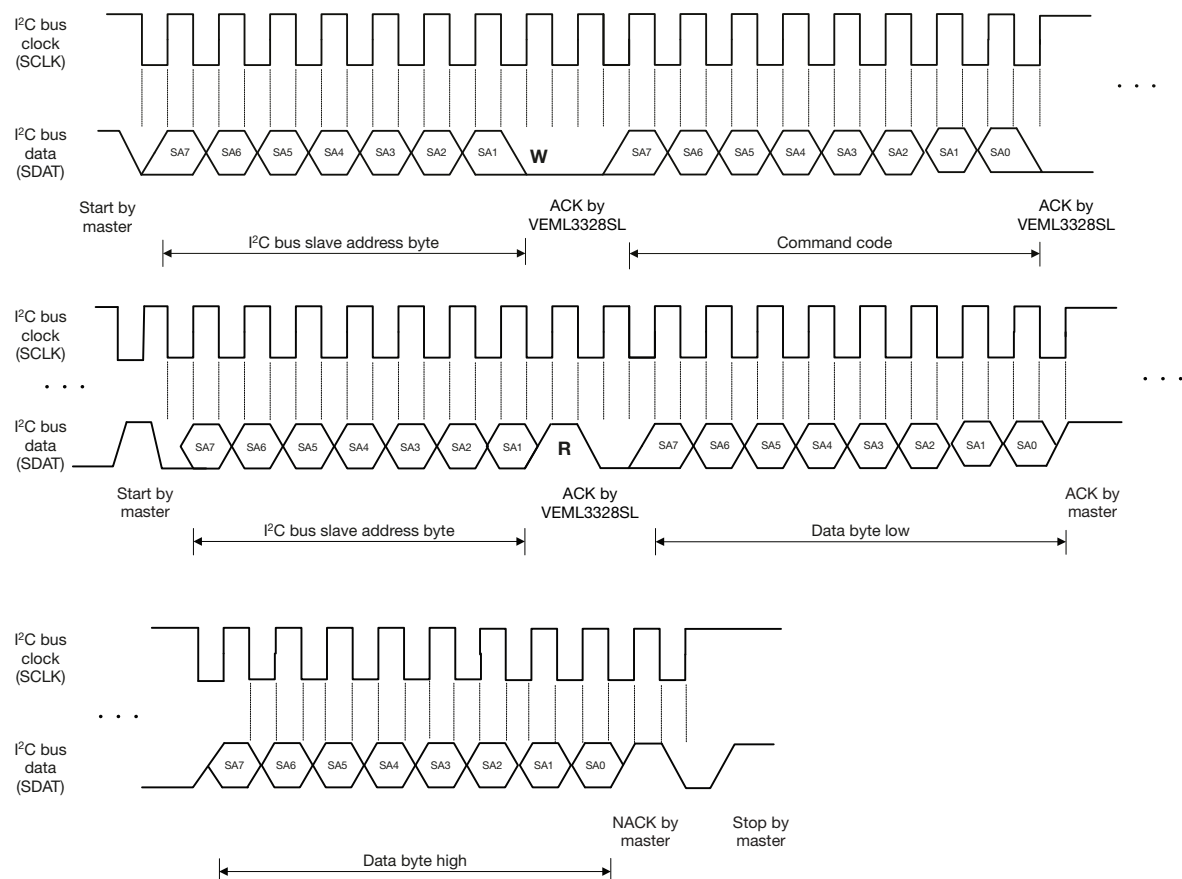 I²C bus
clock
(SCLK)
. . .
I²C bus
data
(SDAT)
SA7 SA6 SA5 SA4 SA3 SA2 SA1 W SA7 SA6 SA5 SA4 SA3 SA2 SA1 SA0
Start by
master
ACK by
VEML3328SL
ACK by
VEML3328SL
I²C bus slave address byte
Command code
I²C bus
clock
(SCLK)
. . .
. . .
I²C bus
data
(SDAT)
SA7 SA6 SA5 SA4 SA3 SA2 SA1 R SA7 SA6 SA5 SA4 SA3 SA2 SA1 SA0
Start by
master
ACK by
VEML3328SL
ACK by
master
I²C bus slave address byte
Data byte low
I²C bus
clock
(SCLK)
. . .
I²C bus
data
(SDAT)
SA7 SA6 SA5 SA4 SA3 SA2 SA1 SA0
NACK by
master
Stop by
master
Data byte high